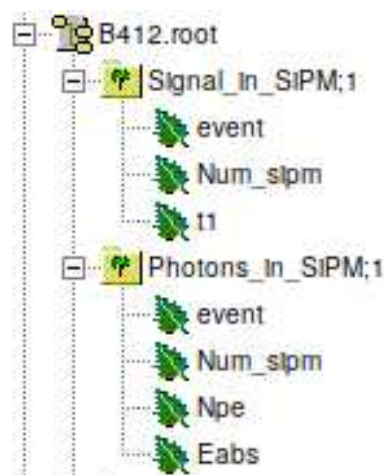 B412.root
Signal_in_SiPM;1
event
Num_sipm
t1
Photons_in_SiPM;1
event
Num_sipm
Npe
Eabs